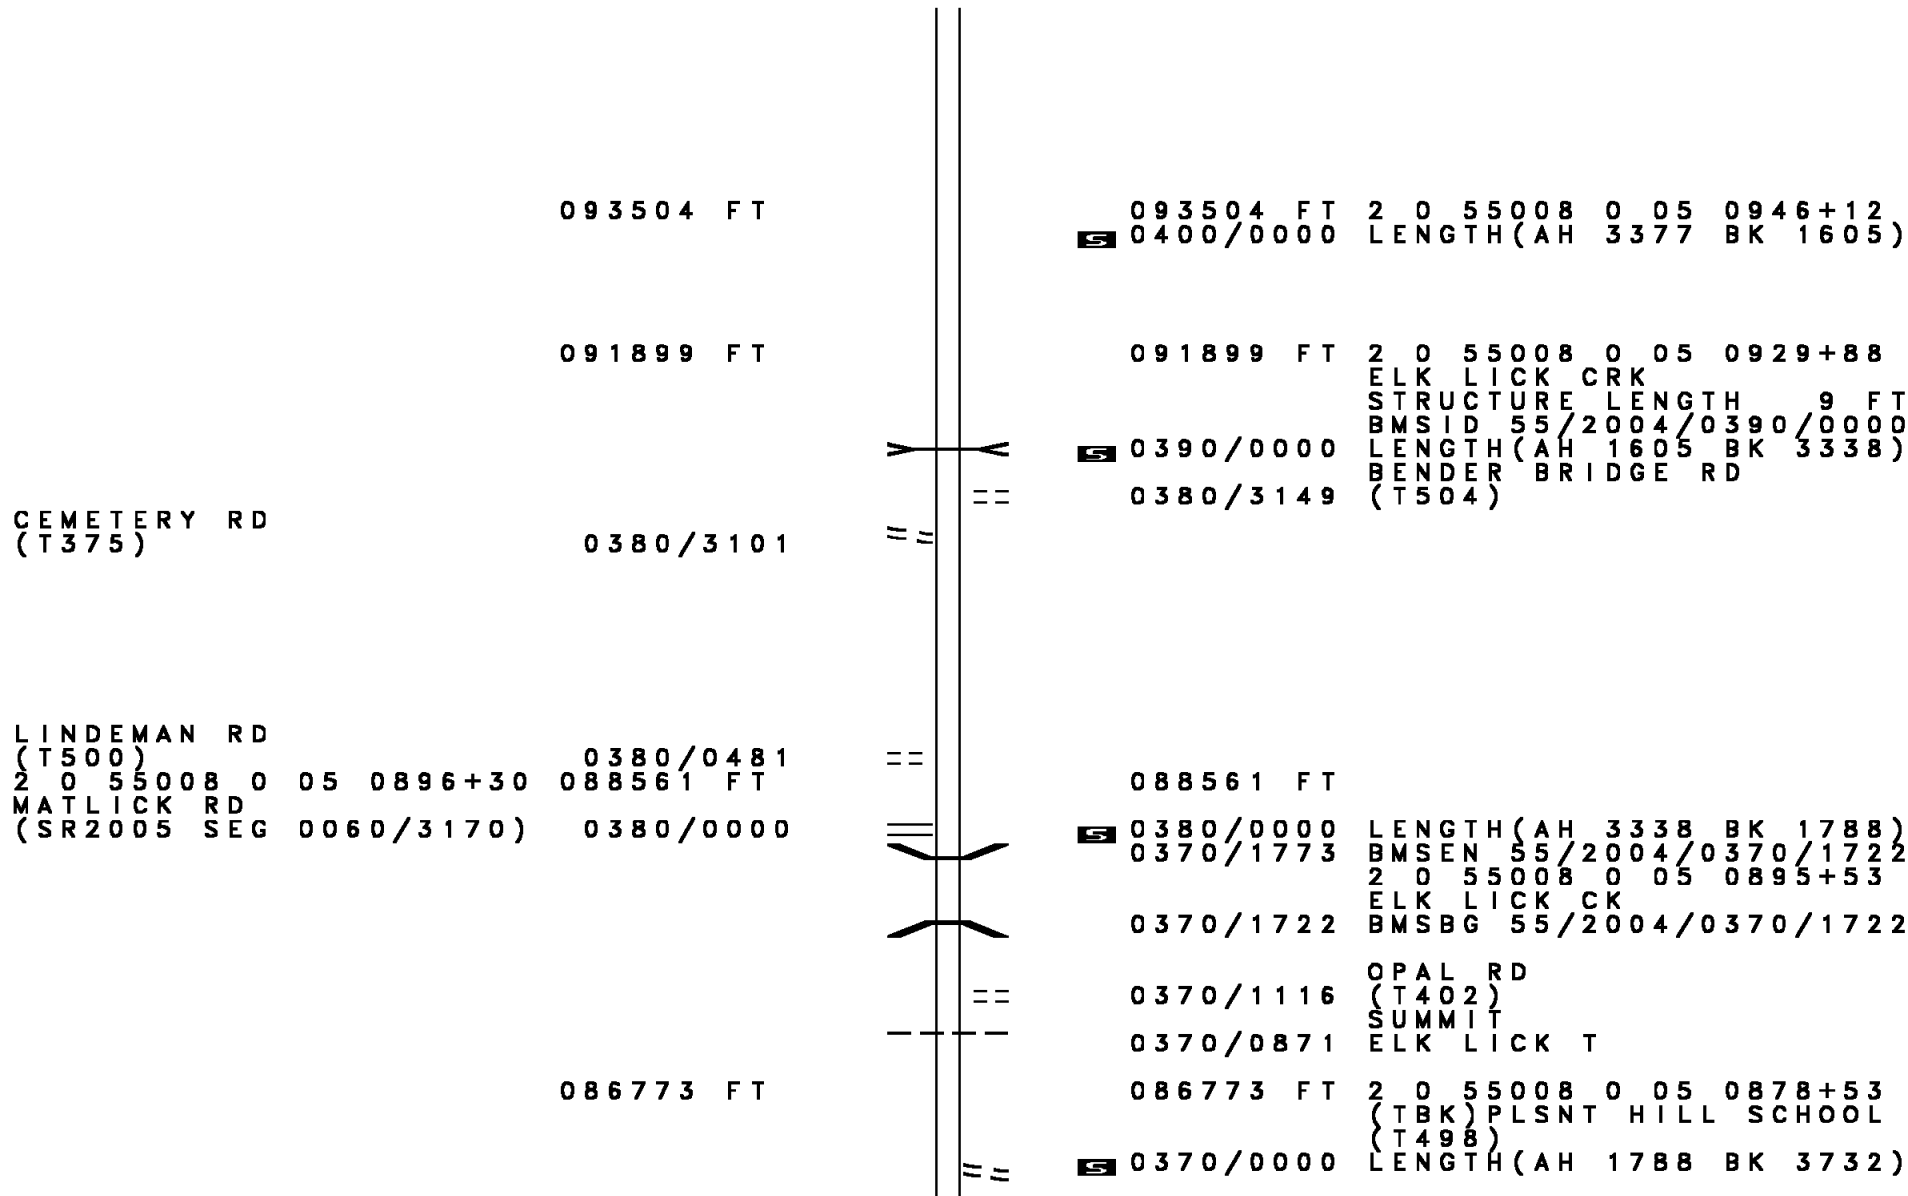 093504 FT 093504 FT 2 0 55008 0 05 0946+12
S 0400/0000 LENGTH(AH 3377 BK 1605)
091899 FT 091899 FT 2 0 55008 0 05 0929+88
ELK LICK CRK
STRUCTURE LENGTH 9 FT
BMSID 55/2004/0390/0000
S 0390/0000 LENGTH(AH 1605 BK 3338)
BENDER BRIDGE RD
0380/3149 (T504)
CEMETERY RD
(T375) 0380/3101
LINDEMAN RD
(T500) 0380/0481
2 0 55008 0 05 0896+30 088561 FT 088561 FT
MATLICK RD
(SR2005 SEG 0060/3170) 0380/0000 S 0380/0000 LENGTH(AH 3338 BK 1788)
0370/1773 BMSEN 55/2004/0370/1722
2 0 55008 0 05 0895+53
ELK LICK CK
0370/1722 BMSBG 55/2004/0370/1722
OPAL RD
0370/1116 (T402)
SUMMIT
0370/0871 ELK LICK T
086773 FT 086773 FT 2 0 55008 0 05 0878+53
(TBK)PLSNT HILL SCHOOL
(T498)
S 0370/0000 LENGTH(AH 1788 BK 3732)